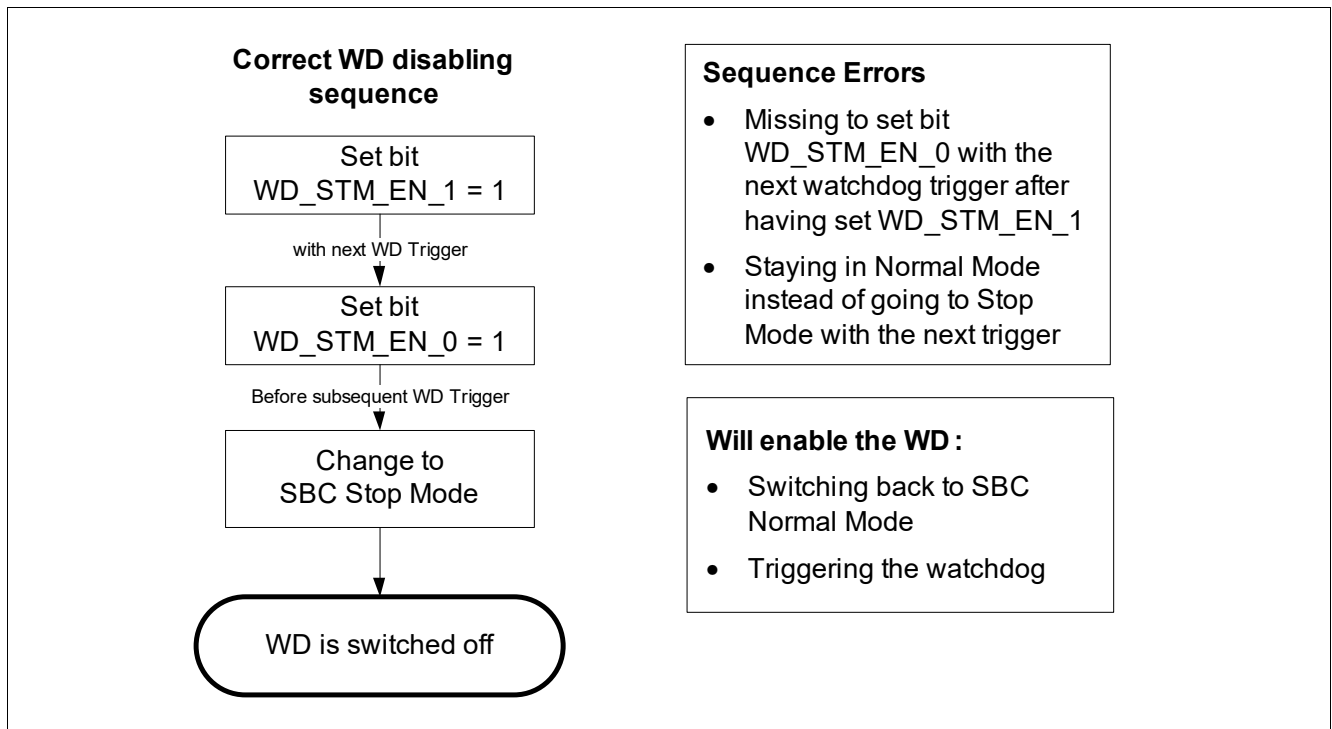 Correct WD disabling
sequence
Set bit
WD_STM_EN_1 = 1
with next WD Trigger
Set bit
WD_STM_EN_0 = 1
Before subsequent WD Trigger
Change to
SBC Stop Mode
WD is switched off
Sequence Errors
• Missing to set bit
WD_STM_EN_0 with the
next watchdog trigger after
having set WD_STM_EN_1
• Staying in Normal Mode
instead of going to Stop
Mode with the next trigger
Will enable the WD :
• Switching back to SBC
Normal Mode
• Triggering the watchdog